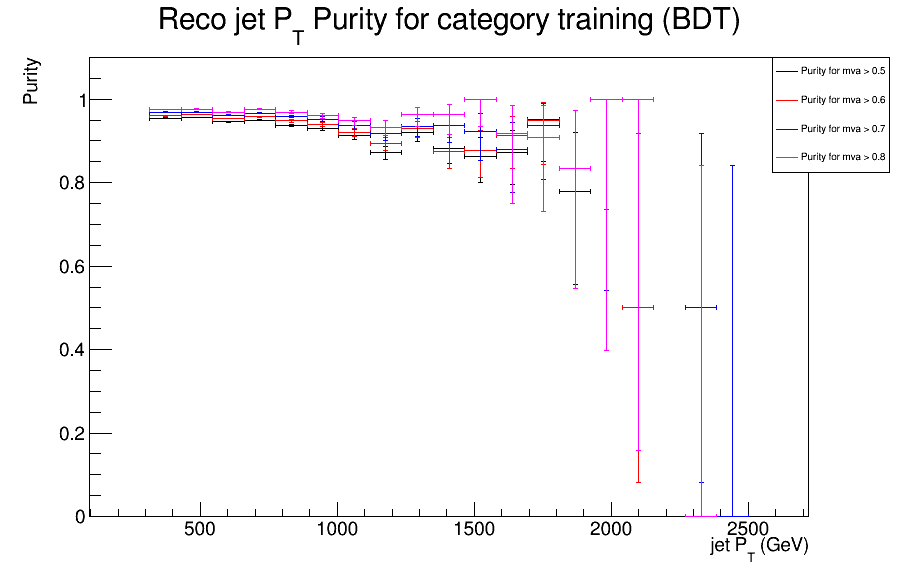 Reco jet P_T Purity for category training (BDT)
Purity
Purity for mva > 0.5
Purity for mva > 0.6
Purity for mva > 0.7
Purity for mva > 0.8
1
0.8
0.6
0.4
0.2
0
500 1000 1500 2000 2500
jet P_T (GeV)